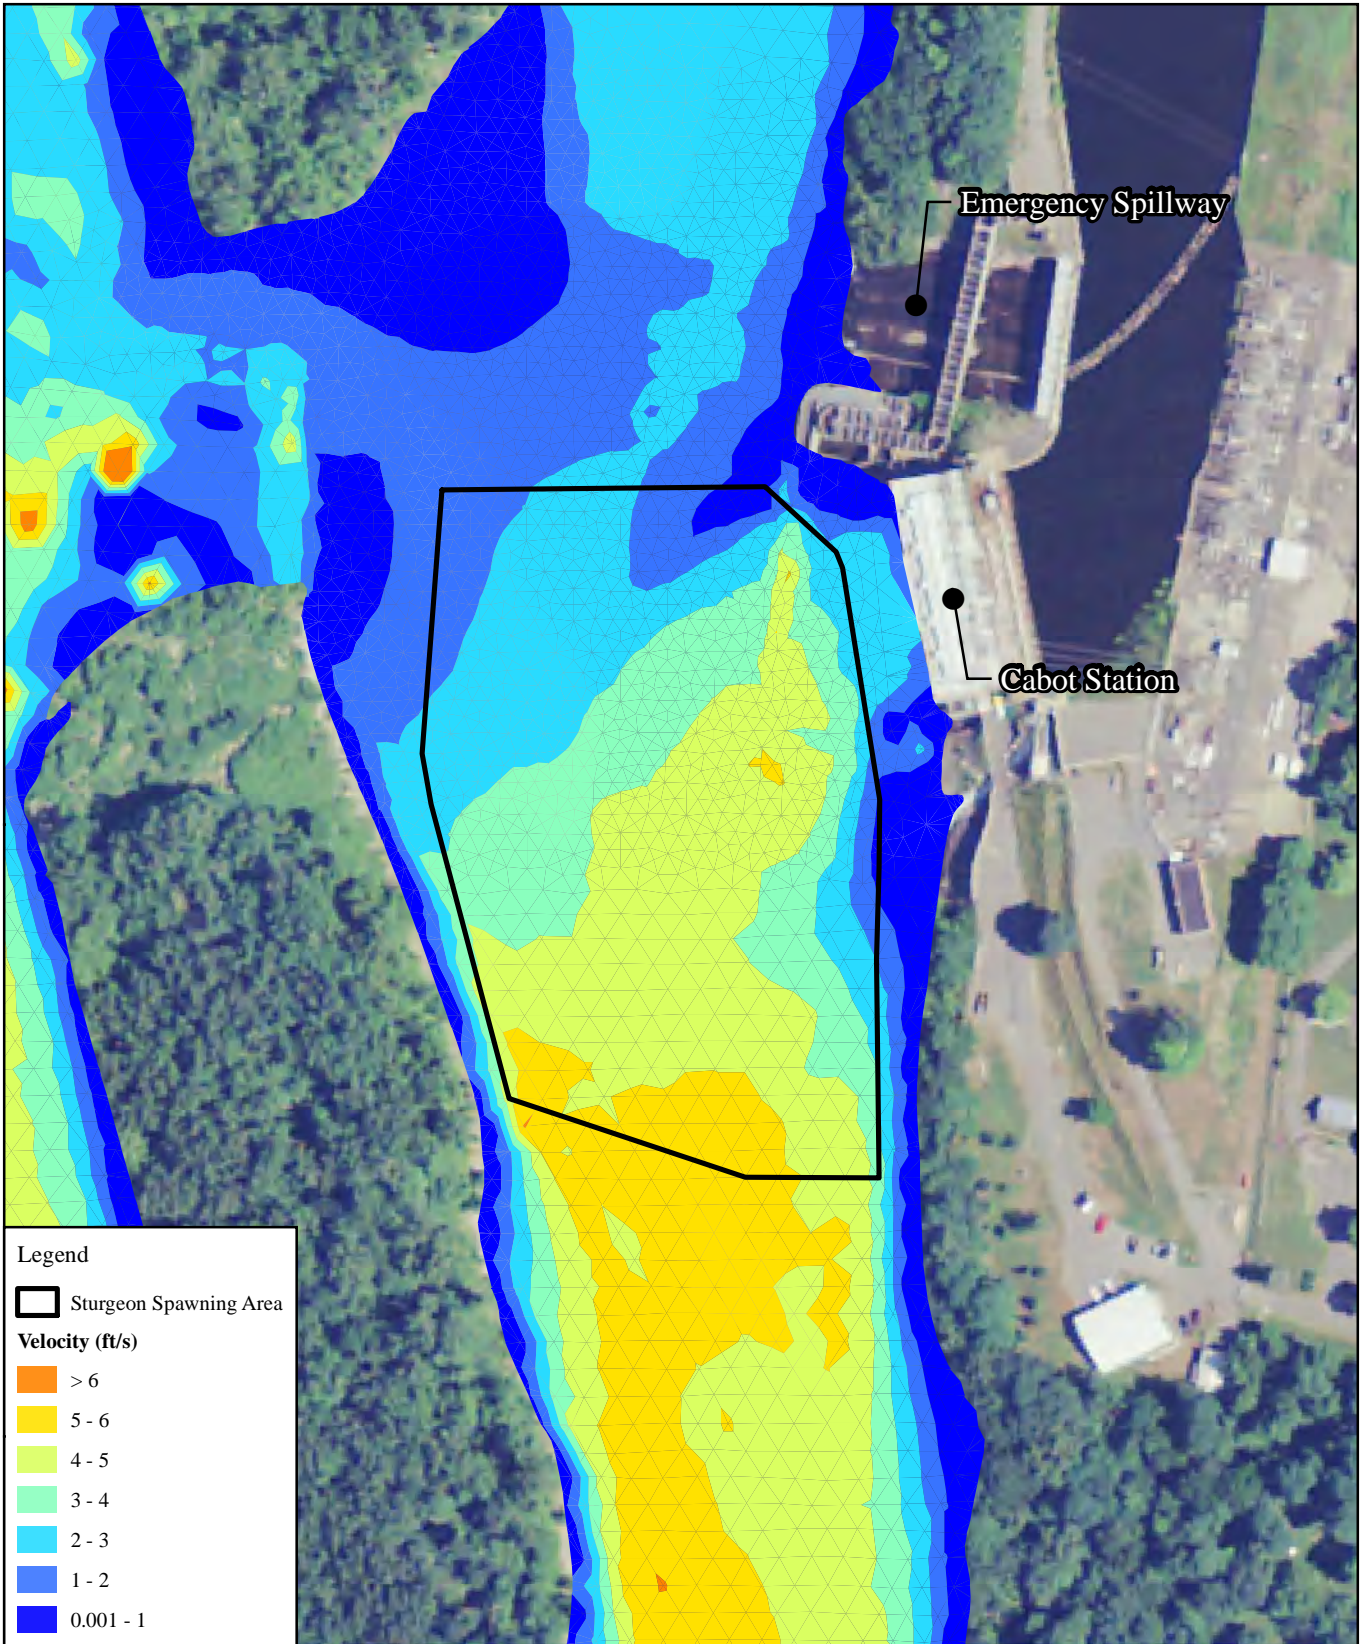 Emergency Spillway
Cabot Station
Legend
Sturgeon Spawning Area
Velocity (ft/s)
> 6
5 - 6
4 - 5
3 - 4
2 - 3
1 - 2
0.001 - 1